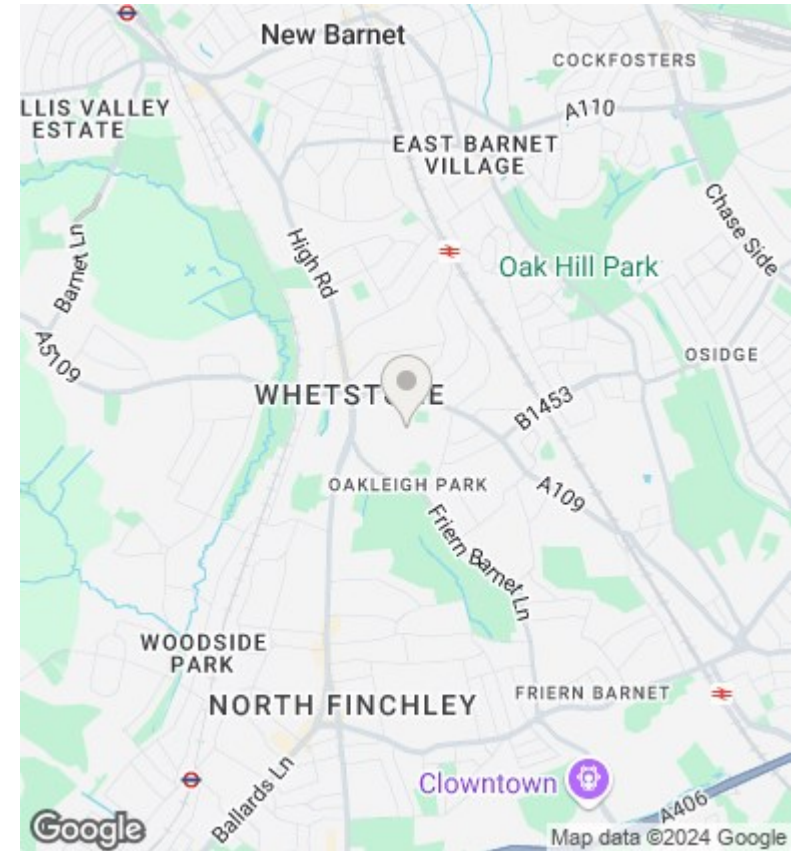 New Barnet
COCKFOSTERS
LLIS VALLEY
ESTATE
A110
EAST BARNET
VILLAGE
Chase Side
Barnet Ln
High Rd
Oak Hill Park
A5109
OSIDGE
WHETST
E
B1453
OAKLEIGH PARK
A109
Friern Barnet Ln
WOODSIDE
PARK
NORTH FINCHLEY
FRIERN BARNET
Ballards Ln
Clowntown
A406
Google
Map data ©2024 Google